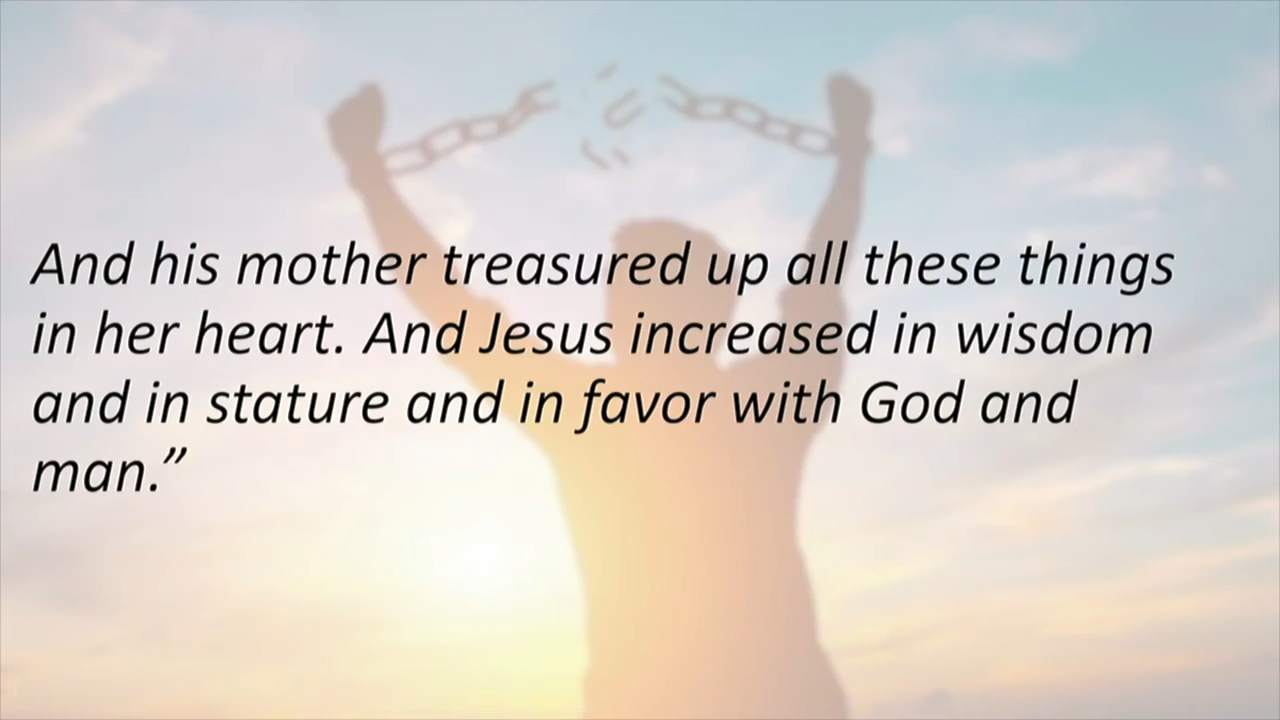 And his mother treasured up all these things
in her heart. And Jesus increased in wisdom
and in stature and in favor with God and
man.”